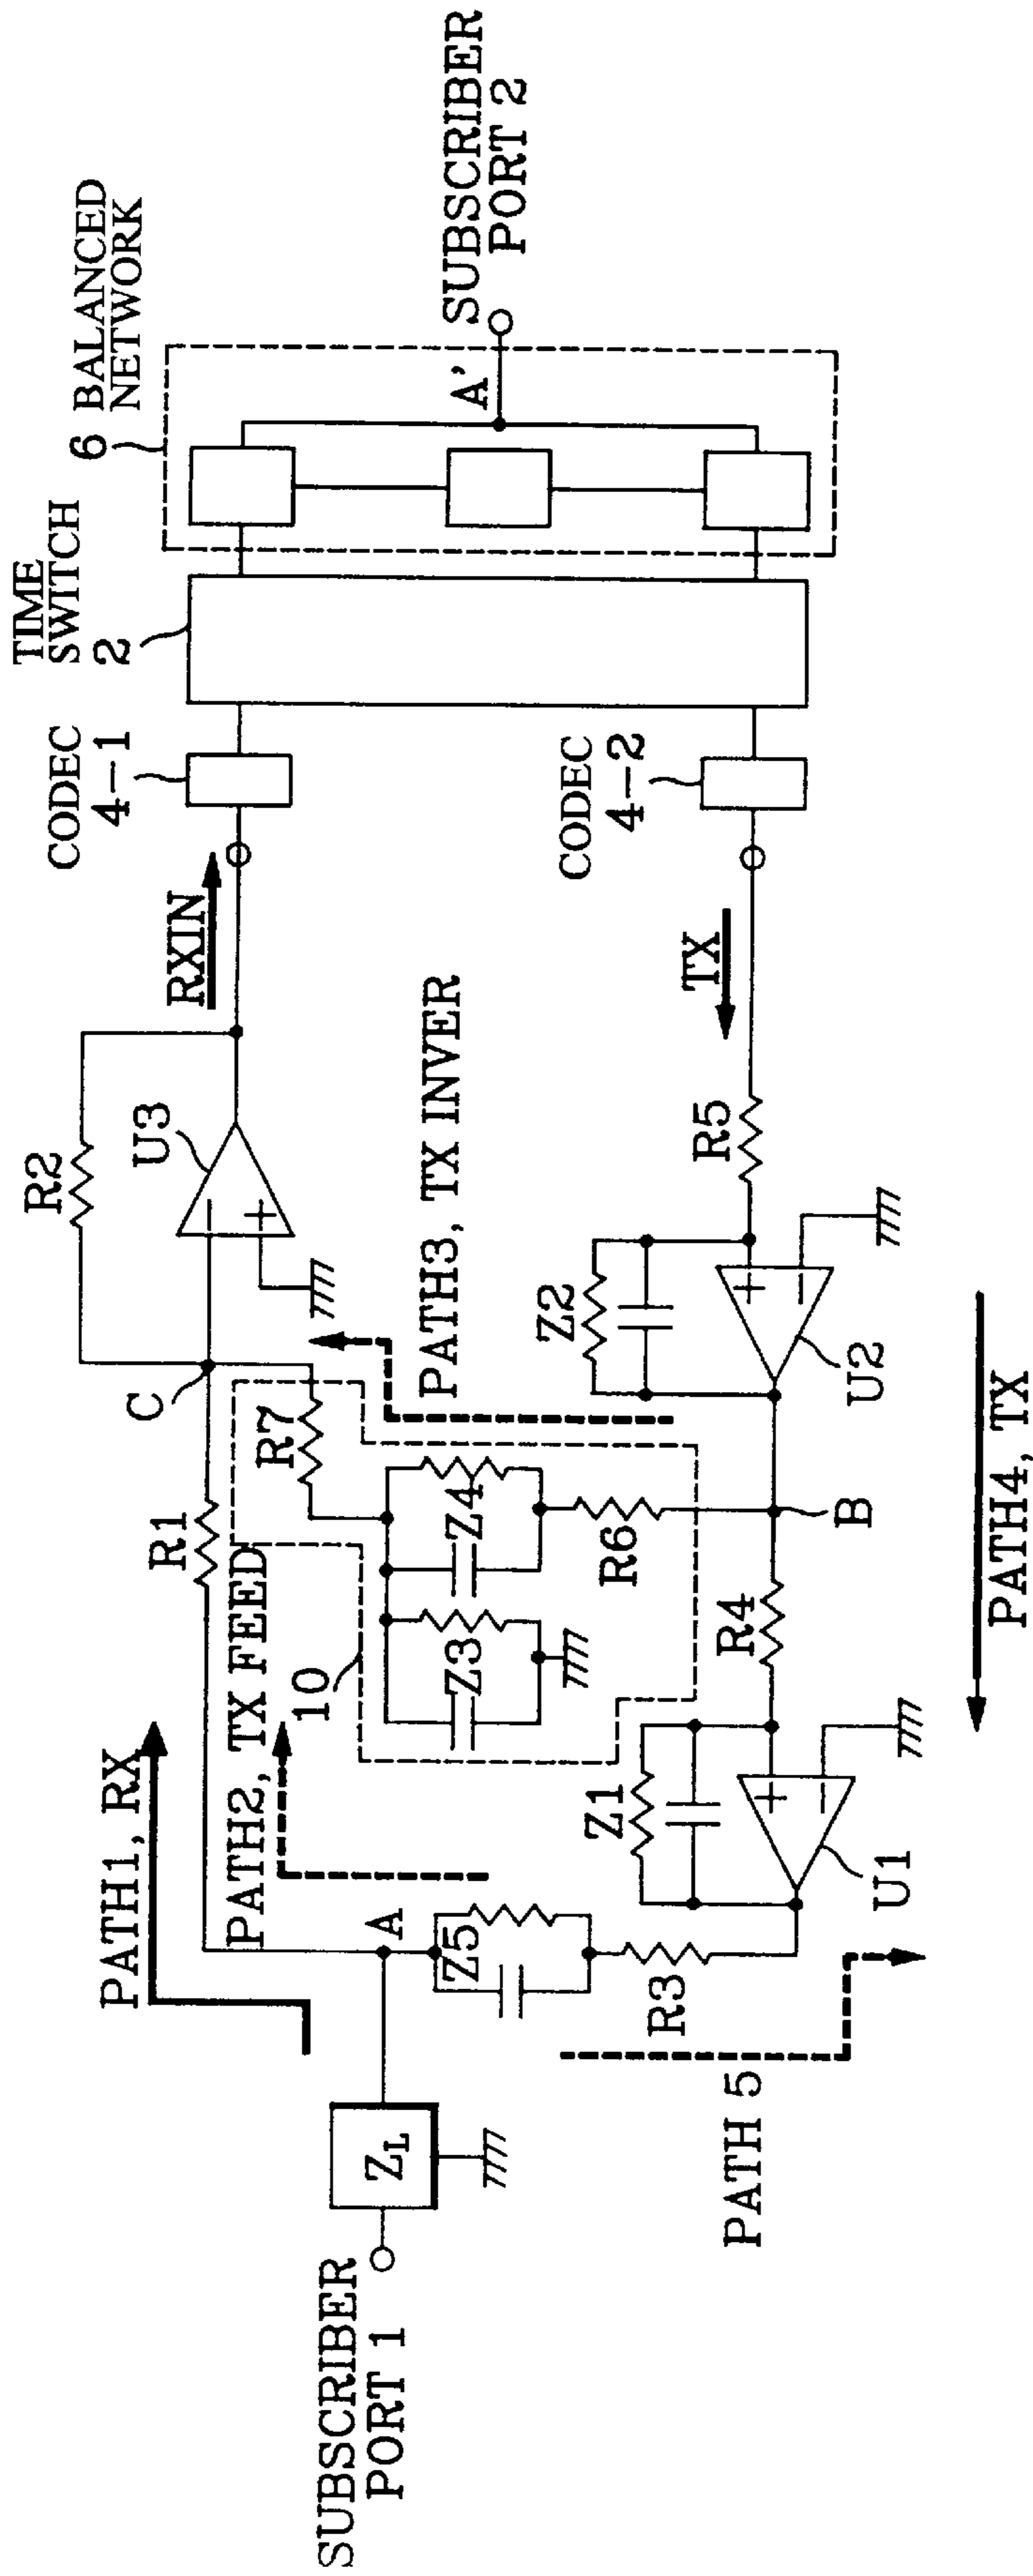 SUBSCRIBER
PORT 1
ZL
PATH1, RX
PATH2, TX FEED
A
Z5
R3
PATH 5
U1
Z1
R4
10
Z3
Z4
R6
R7
R1
C
B
R2
U3
−
+
RXIN
PATH3, TX INVER
Z2
U2
+
−
+
−
R5
TX
PATH4, TX
CODEC
4-1
CODEC
4-2
TIME
SWITCH
2
6 BALANCED
NETWORK
A'
SUBSCRIBER
PORT 2